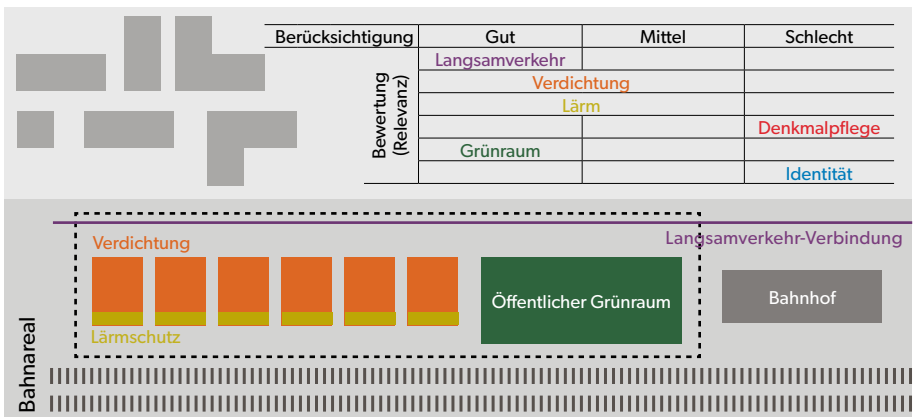 Berücksichtigung Gut Mittel Schlecht
Bewertung
(Relevanz)
Langsamverkehr
Verdichtung
Lärm
Denkmalpflege
Grünraum
Identität
Langsamverkehr-Verbindung
Verdichtung
Öffentlicher Grünraum
Bahnhof
Lärmschutz
Bahnareal